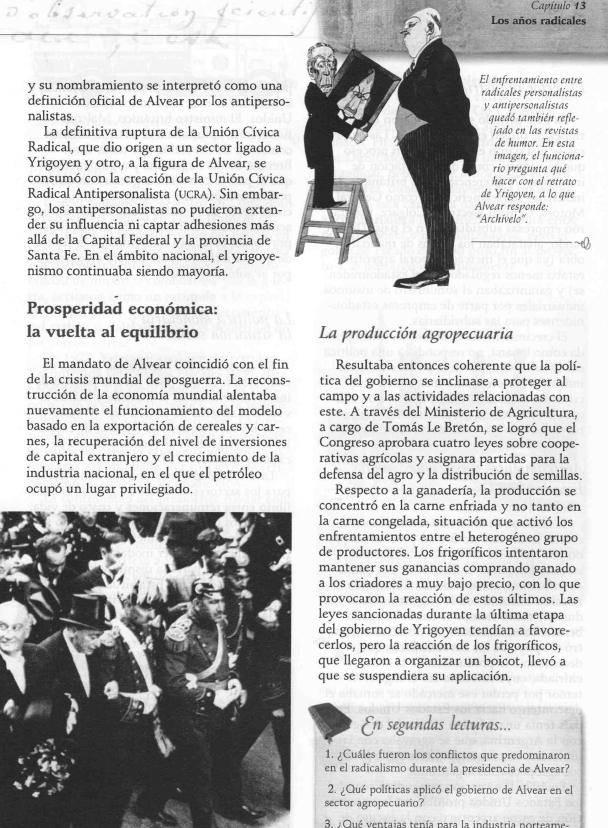 Capítulo 13
Los años radicales
y su nombramiento se interpretó como una
definición oficial de Alvear por los antiperso-
nalistas.
La definitiva ruptura de la Unión Cívica
Radical, que dio origen a un sector ligado a
Yrigoyen y otro, a la figura de Alvear, se
consumó con la creación de la Unión Cívica
Radical Antipersonalista (UCRA). Sin embar-
go, los antipersonalistas no pudieron exten-
der su influencia ni captar adhesiones más
allá de la Capital Federal y la provincia de
Santa Fe. En el ámbito nacional, el yrigoye-
nismo continuaba siendo mayoría.
Prosperidad económica:
la vuelta al equilibrio
El mandato de Alvear coincidió con el fin
de la crisis mundial de posguerra. La recons-
trucción de la economía mundial alentaba
nuevamente el funcionamiento del modelo
basado en la exportación de cereales y car-
nes, la recuperación del nivel de inversiones
de capital extranjero y el crecimiento de la
industria nacional, en el que el petróleo
ocupó un lugar privilegiado.
El enfrentamiento entre
radicales personalistas
y antipersonalistas
quedó también refle-
jado en las revistas
de humor. En esta
imagen, el funciona-
rio pregunta qué
hacer con el retrato
de Yrigoyen, a lo que
Alvear responde:
"Archívelo".
La producción agropecuaria
Resultaba entonces coherente que la polí-
tica del gobierno se inclinase a proteger al
campo y a las actividades relacionadas con
este. A través del Ministerio de Agricultura,
a cargo de Tomás Le Bretón, se logró que el
Congreso aprobara cuatro leyes sobre coope-
rativas agrícolas y asignara partidas para la
defensa del agro y la distribución de semillas.
Respecto a la ganadería, la producción se
concentró en la carne enfriada y no tanto en
la carne congelada, situación que activó los
enfrentamientos entre el heterogéneo grupo
de productores. Los frigoríficos intentaron
mantener sus ganancias comprando ganado
a los criadores a muy bajo precio, con lo que
provocaron la reacción de estos últimos. Las
leyes sancionadas durante la última etapa
del gobierno de Yrigoyen tendían a favore-
cerlos, pero la reacción de los frigoríficos,
que llegaron a organizar un boicot, llevó a
que se suspendiera su aplicación.
En segundas lecturas...
1. ¿Cuáles fueron los conflictos que predominaron
en el radicalismo durante la presidencia de Alvear?
2. ¿Qué políticas aplicó el gobierno de Alvear en el
sector agropecuario?
3. ¿Qué ventajas tenía para la industria norteame-